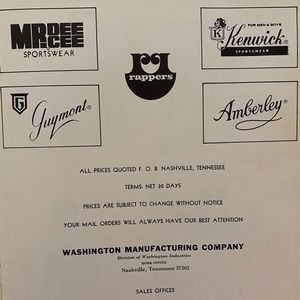 MR DEE CEE
SPORTSWEAR
rappers
FOR MEN & BOYS
K
Kenwick®
SPORTSWEAR
G
Guymont®
Amberley®
ALL PRICES QUOTED F. O. B. NASHVILLE, TENNESSEE
TERMS: NET 30 DAYS
PRICES ARE SUBJECT TO CHANGE WITHOUT NOTICE
YOUR MAIL ORDERS WILL ALWAYS HAVE OUR BEST ATTENTION
WASHINGTON MANUFACTURING COMPANY
Division of Washington Industries
HOME OFFICE
Nashville, Tennessee 37202
SALES OFFICES